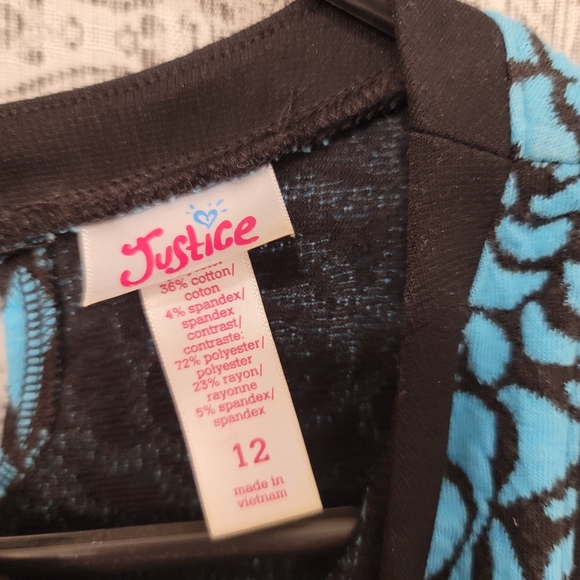 Justice
36% cotton/
coton
4% spandex/
spandex
contrast/
contraste:
72% polyester/
polyester
23% rayon/
rayonne
5% spandex/
spandex
12
made in
vietnam